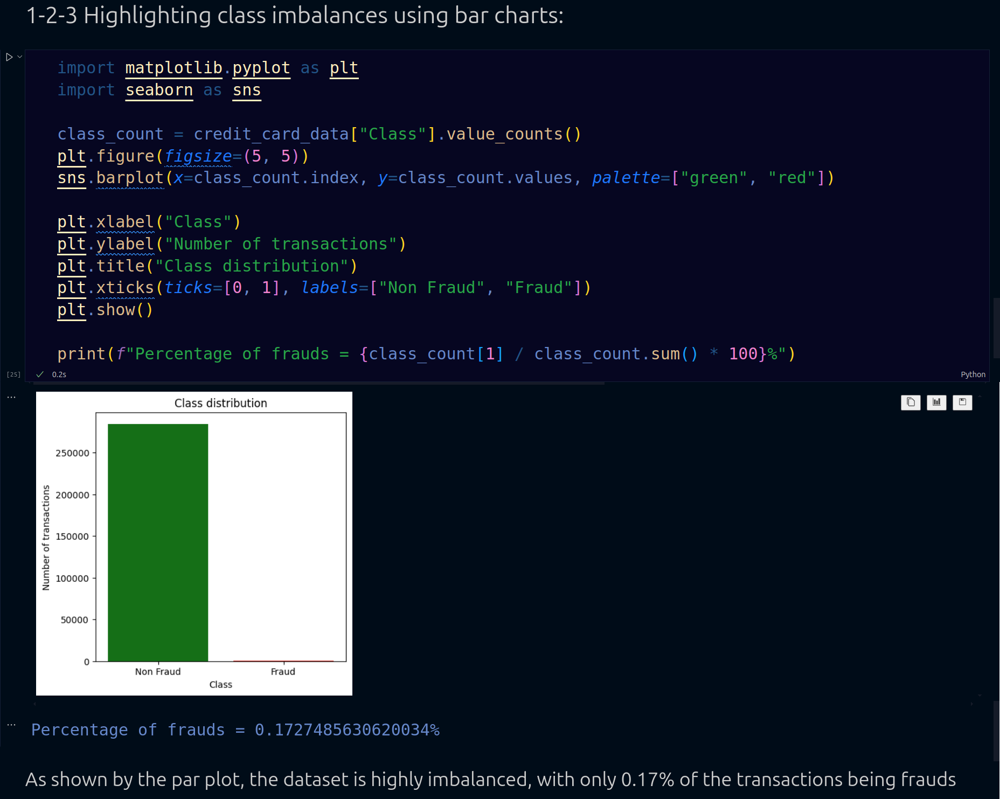 1-2-3 Highlighting class imbalances using bar charts:
import matplotlib.pyplot as plt
import seaborn as sns
class_count = credit_card_data["Class"].value_counts()
plt.figure(figsize=(5, 5))
sns.barplot(x=class_count.index, y=class_count.values, palette=["green", "red"])
plt.xlabel("Class")
plt.ylabel("Number of transactions")
plt.title("Class distribution")
plt.xticks(ticks=[0, 1], labels=["Non Fraud", "Fraud"])
plt.show()
print(f"Percentage of frauds = {class_count[1] / class_count.sum() * 100}%")
[25] 0.2s Python
Class distribution
250000
200000
150000
100000
50000
0
Number of transactions
Non Fraud Fraud
Class
Percentage of frauds = 0.1727485630620034%
As shown by the par plot, the dataset is highly imbalanced, with only 0.17% of the transactions being frauds